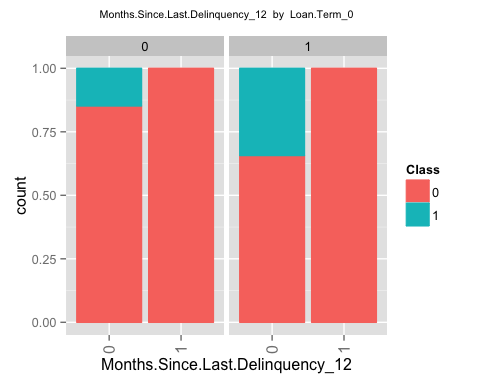 Months.Since.Last.Delinquency_12 by Loan.Term_0
0 1
1.00
0.75
0.50
0.25
0.00
count
0 1 0 1
Months.Since.Last.Delinquency_12
Class
0
1